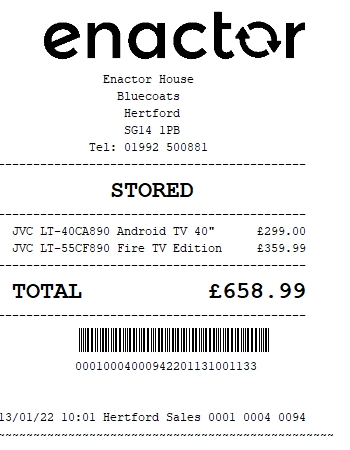 enactor
Enactor House
Bluecoats
Hertford
SG14 1PB
Tel: 01992 500881
STORED
JVC LT-40CA890 Android TV 40" £299.00
JVC LT-55CF890 Fire TV Edition £359.99
TOTAL £658.99
0001000400094220113100​1133
13/01/22 10:01 Hertford Sales 0001 0004 0094